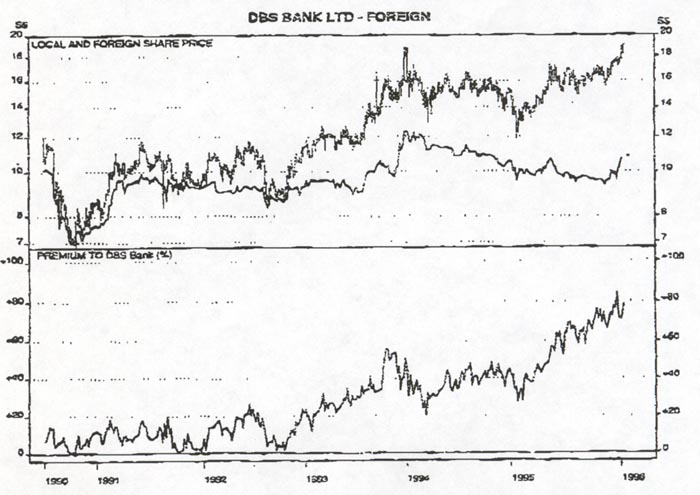 DBS BANK LTD - FOREIGN
S$ S$
LOCAL AND FOREIGN SHARE PRICE
20 20
18 18
16 16
14 14
12 12
10 10
8 8
7 7
PREMIUM TO DBS Bank (%)
+100 +100
+80 +80
+60 +60
+40 +40
+20 +20
0 0
1990 1991 1992 1993 1994 1995 1996